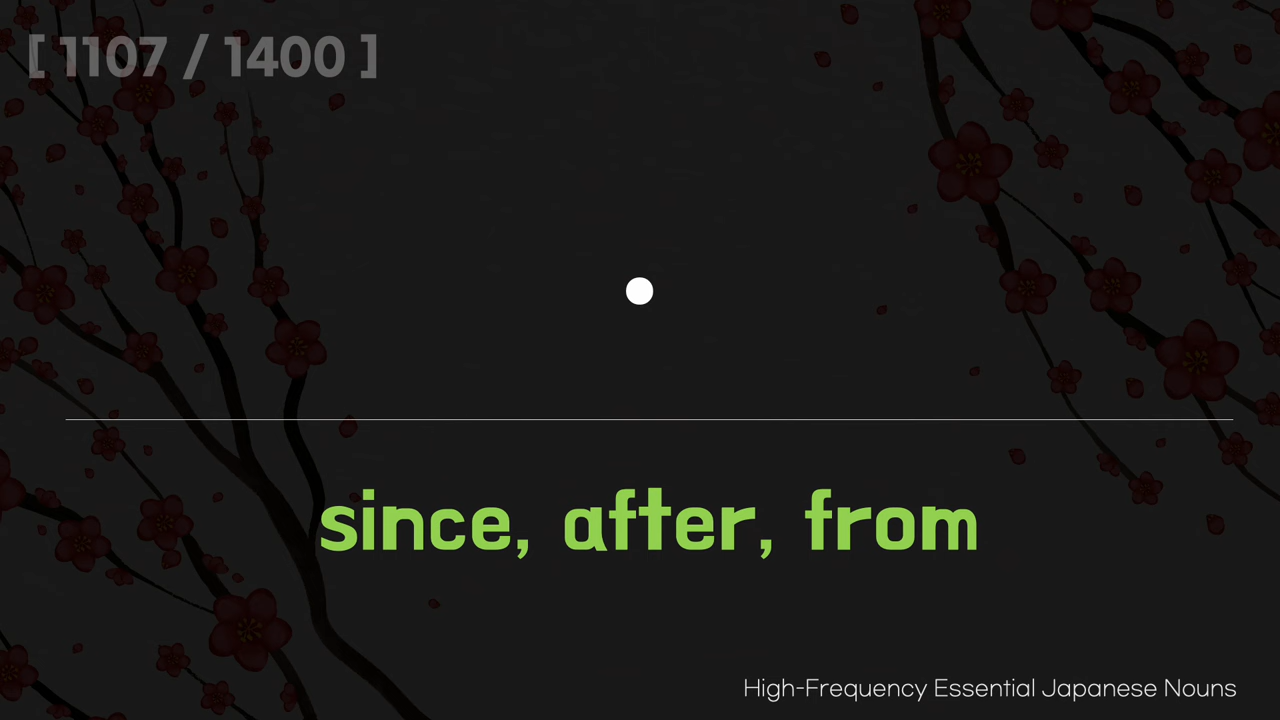 [ 1107 / 1400 ]
since, after, from
High-Frequency Essential Japanese Nouns